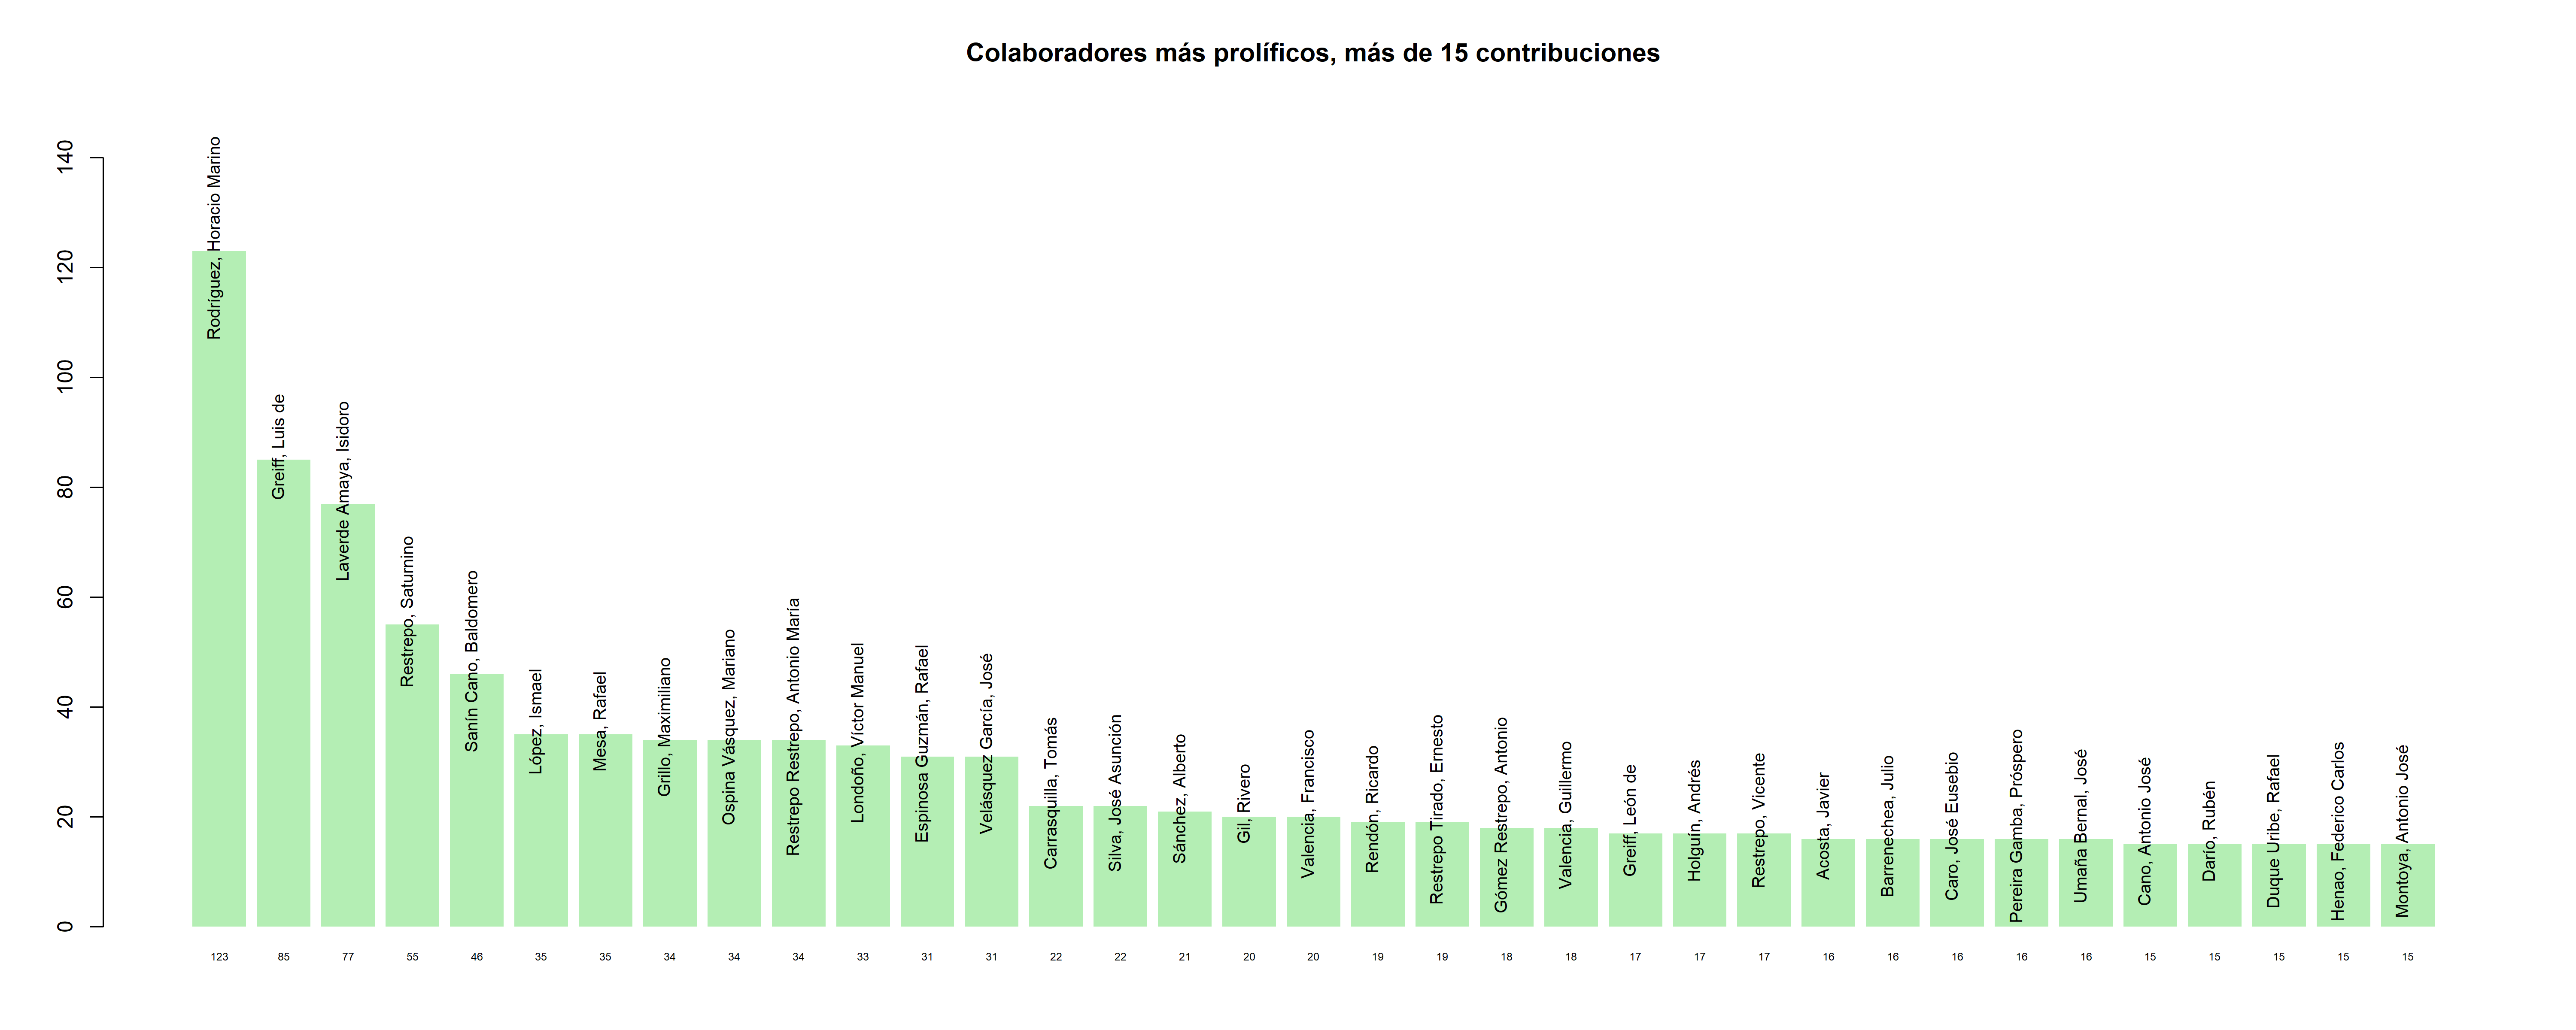 Colaboradores más prolíficos, más de 15 contribuciones
140
120
100
80
60
40
20
0
Rodríguez, Horacio Marino
Greiff, Luis de
Laverde Amaya, Isidoro
Restrepo, Saturnino
Sanín Cano, Baldomero
López, Ismael
Mesa, Rafael
Grillo, Maximiliano
Ospina Vásquez, Mariano
Restrepo Restrepo, Antonio María
Londoño, Víctor Manuel
Espinosa Guzmán, Rafael
Velásquez García, José
Carrasquilla, Tomás
Silva, José Asunción
Sánchez, Alberto
Gil, Rivero
Valencia, Francisco
Rendón, Ricardo
Restrepo Tirado, Ernesto
Gómez Restrepo, Antonio
Valencia, Guillermo
Greiff, León de
Holguín, Andrés
Restrepo, Vicente
Acosta, Javier
Barrenechea, Julio
Caro, José Eusebio
Pereira Gamba, Próspero
Umaña Bernal, José
Cano, Antonio José
Darío, Rubén
Duque Uribe, Rafael
Henao, Federico Carlos
Montoya, Antonio José
123 85 77 55 46 35 35 34 34 34 33 31 31 22 22 21 20 20 19 19 18 18 17 17 17 16 16 16 16 16 15 15 15 15 15